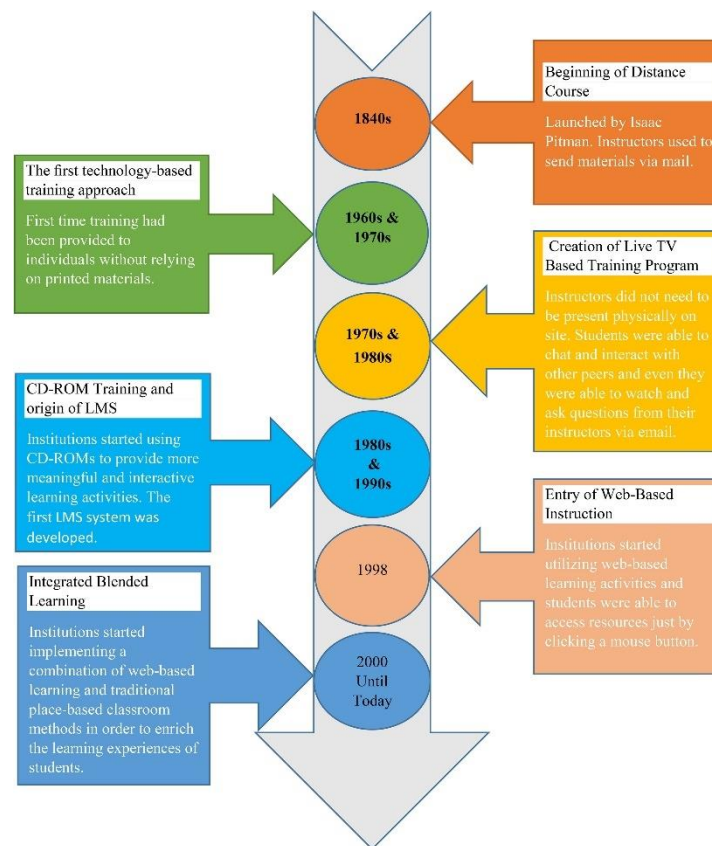 1840s
Beginning of Distance
Course
Launched by Isaac
Pitman. Instructors used to
send materials via mail.
The first technology-based
training approach
First time training had
been provided to
individuals without relying
on printed materials.
1960s &
1970s
Creation of Live TV
Based Training Program
Instructors did not need to
be present physically on
site. Students were able to
chat and interact with
other peers and even they
were able to watch and
ask questions from their
instructors via email.
1970s &
1980s
CD-ROM Training and
origin of LMS
Institutions started using
CD-ROMs to provide more
meaningful and interactive
learning activities. The
first LMS system was
developed.
1980s
&
1990s
Entry of Web-Based
Instruction
Institutions started
utilizing web-based
learning activities and
students were able to
access resources just by
clicking a mouse button.
1998
Integrated Blended
Learning
Institutions started
implementing a
combination of web-based
learning and traditional
place-based classroom
methods in order to enrich
the learning experiences of
students.
2000
Until
Today